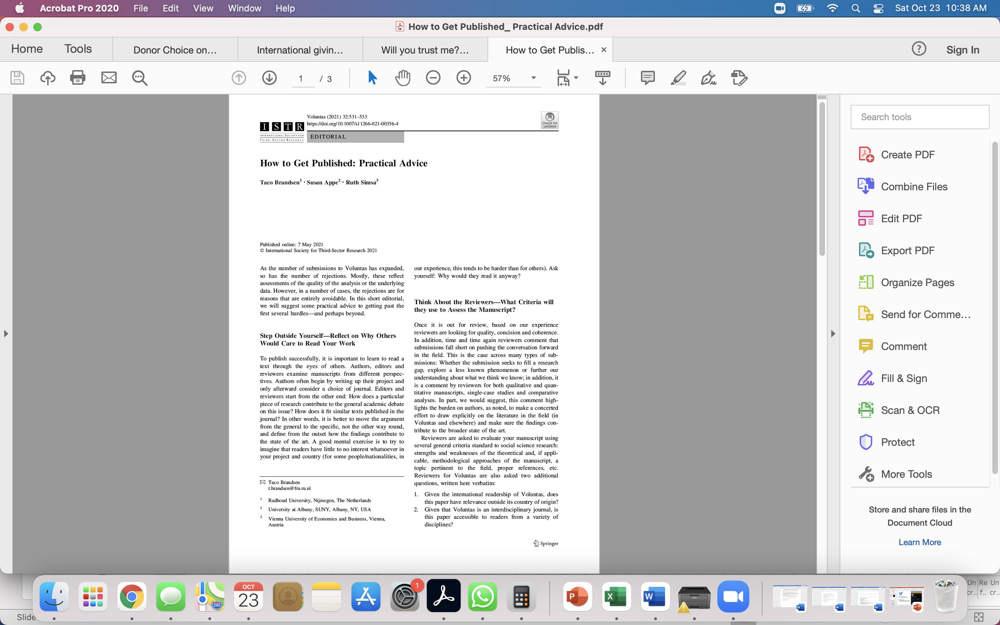 Acrobat Pro 2020 File Edit View Window Help Sat Oct 23 10:38 AM
How to Get Published_ Practical Advice.pdf
Home Tools Donor Choice on... International givin... Will you trust me?... How to Get Publis... × ? Sign In
1 / 3 57%
Voluntas (2021) 32:531–533
https://doi.org/10.1007/s11266-021-00356-4
Check for
updates
I S T R
INTERNATIONAL SOCIETY FOR
THIRD-SECTOR RESEARCH
EDITORIAL
How to Get Published: Practical Advice
Taco Brandsen1 · Susan Appe2 · Ruth Simsa3
Published online: 7 May 2021
© International Society for Third-Sector Research 2021
As the number of submissions to Voluntas has expanded,
so has the number of rejections. Mostly, these reflect
assessments of the quality of the analysis or the underlying
data. However, in a number of cases, the rejections are for
reasons that are entirely avoidable. In this short editorial,
we will suggest some practical advice to getting past the
first several hurdles—and perhaps beyond.
Step Outside Yourself—Reflect on Why Others
Would Care to Read Your Work
To publish successfully, it is important to learn to read a
text through the eyes of others. Authors, editors and
reviewers examine manuscripts from different perspec-
tives. Authors often begin by writing up their project and
only afterward consider a choice of journal. Editors and
reviewers start from the other end: How does a particular
piece of research contribute to the general academic debate
on this issue? How does it fit similar texts published in the
journal? In other words, it is better to move the argument
from the general to the specific, not the other way round,
and define from the outset how the findings contribute to
the state of the art. A good mental exercise is to try to
imagine that readers have little to no interest whatsoever in
your project and country (for some people/nationalities, in
Taco Brandsen
t.brandsen@fm.ru.nl
1 Radboud University, Nijmegen, The Netherlands
2 University at Albany, SUNY, Albany, NY, USA
3 Vienna University of Economics and Business, Vienna,
Austria
our experience, this tends to be harder than for others). Ask
yourself: Why would they read it anyway?
Think About the Reviewers—What Criteria will
they use to Assess the Manuscript?
Once it is out for review, based on our experience
reviewers are looking for quality, concision and coherence.
In addition, time and time again reviewers comment that
submissions fall short on pushing the conversation forward
in the field. This is the case across many types of sub-
missions: Whether the submission seeks to fill a research
gap, explore a less known phenomenon or further our
understanding about what we think we know; in addition, it
is a comment by reviewers for both qualitative and quan-
titative manuscripts, single-case studies and comparative
analyses. In part, we would suggest, this comment high-
lights the burden on authors, as noted, to make a concerted
effort to draw explicitly on the literature in the field (in
Voluntas and elsewhere) and make sure the findings con-
tribute to the broader state of the art.
Reviewers are asked to evaluate your manuscript using
several general criteria standard to social science research:
strengths and weaknesses of the theoretical and, if appli-
cable, methodological approaches of the manuscript, a
topic pertinent to the field, proper references, etc.
Reviewers for Voluntas are also asked two additional
questions, written here verbatim:
1. Given the international readership of Voluntas, does
this paper have relevance outside its country of origin?
2. Given that Voluntas is an interdisciplinary journal, is
this paper accessible to readers from a variety of
disciplines?
Springer
Search tools
Create PDF
Combine Files
Edit PDF
Export PDF
Organize Pages
Send for Comme...
Comment
Fill & Sign
Scan & OCR
Protect
More Tools
Store and share files in the
Document Cloud
Learn More
OCT
23
280
1
P
X
W
Un Re Un
cr.. f.. cr..
Slide